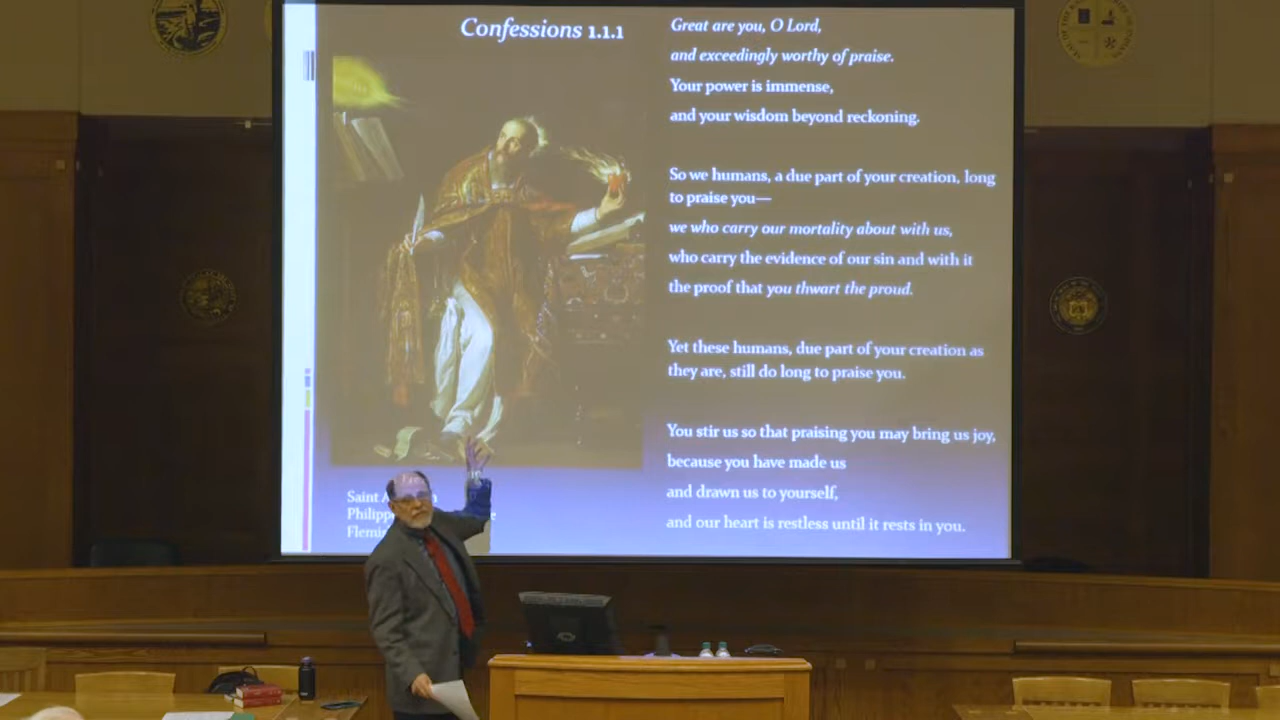 Confessions 1.1.1
Great are you, O Lord,
and exceedingly worthy of praise.
Your power is immense,
and your wisdom beyond reckoning.
So we humans, a due part of your creation, long
to praise you—
we who carry our mortality about with us,
who carry the evidence of our sin and with it
the proof that you thwart the proud.
Yet these humans, due part of your creation as
they are, still do long to praise you.
You stir us so that praising you may bring us joy,
because you have made us
and drawn us to yourself,
and our heart is restless until it rests in you.
Saint